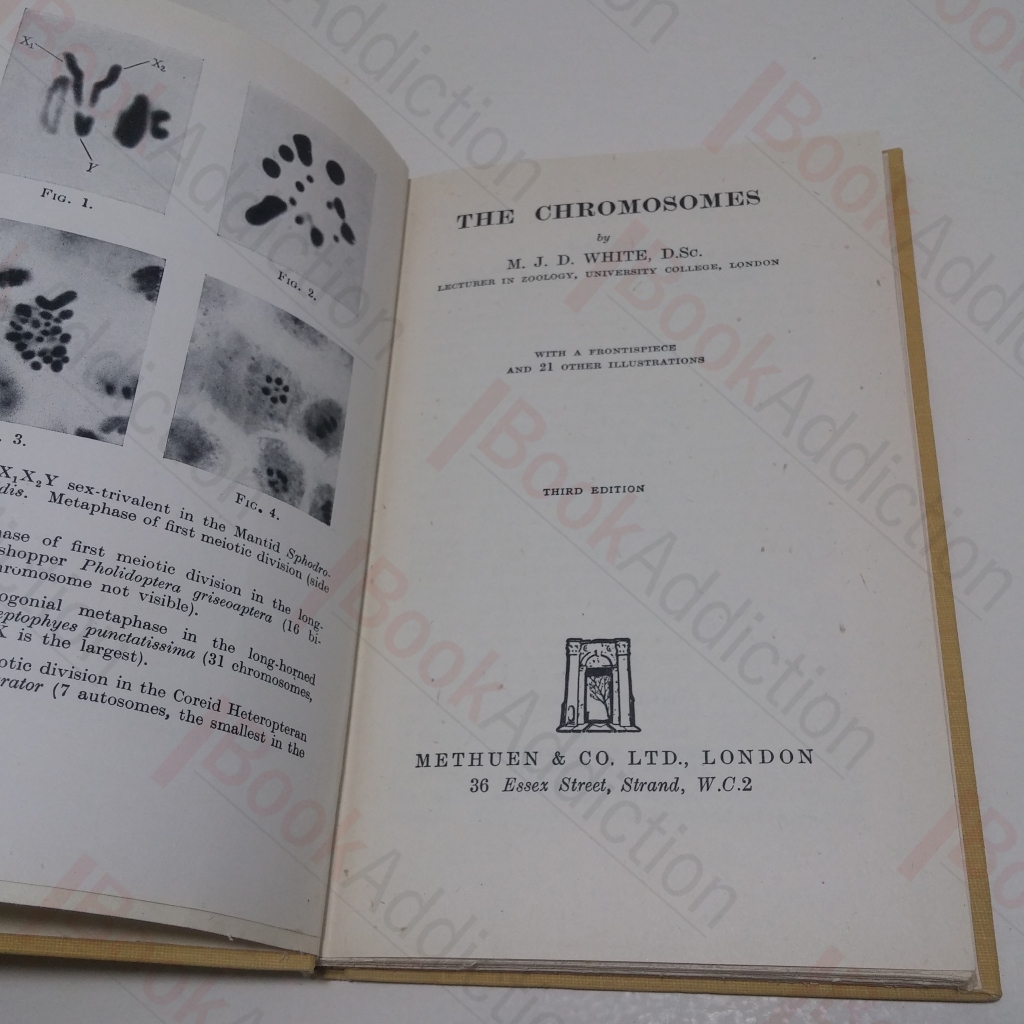 X₁
X₂
Y
FIG. 1.
FIG. 2.
3.
FIG. 4.
X₁X₂Y sex-trivalent in the Mantid Sphodro-
dis. Metaphase of first meiotic division (side
ase of first meiotic division in the long-
shopper Pholidoptera griseoaptera (16 bi-
hromosome not visible).
ogonial metaphase in the long-horned
eptophyes punctatissima (31 chromosomes,
X is the largest).
otic division in the Coreid Heteropteran
rator (7 autosomes, the smallest in the
THE CHROMOSOMES
by
M. J. D. WHITE, D.Sc.
LECTURER IN ZOOLOGY, UNIVERSITY COLLEGE, LONDON
WITH A FRONTISPIECE
AND 21 OTHER ILLUSTRATIONS
THIRD EDITION
METHUEN & CO. LTD., LONDON
36 Essex Street, Strand, W.C.2
BookAddiction